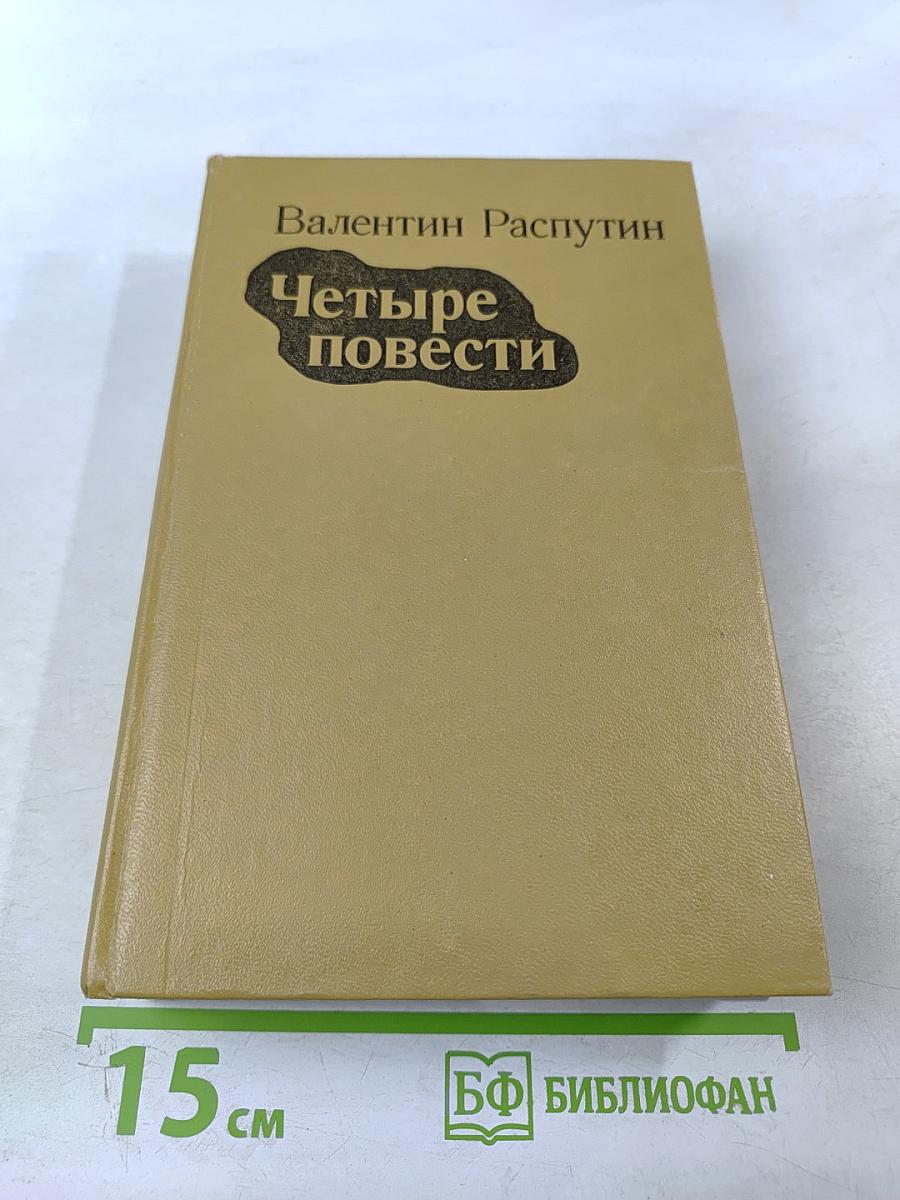 Валентин Распутин
Четыре
повести
15 см
БФ БИБЛИОФАН